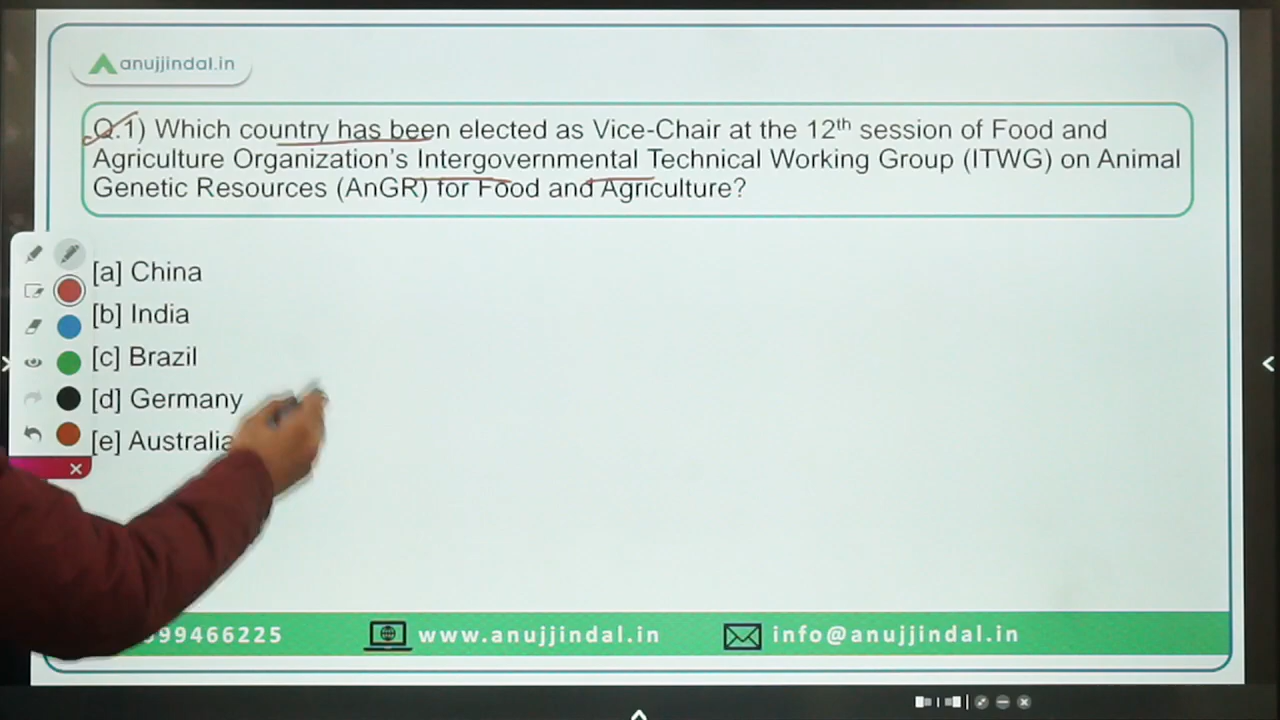 anujjindal.in
Q.1) Which country has been elected as Vice-Chair at the 12th session of Food and
Agriculture Organization's Intergovernmental Technical Working Group (ITWG) on Animal
Genetic Resources (AnGR) for Food and Agriculture?
[a] China
[b] India
[c] Brazil
[d] Germany
[e] Australia
99466225 www.anujjindal.in info@anujjindal.in